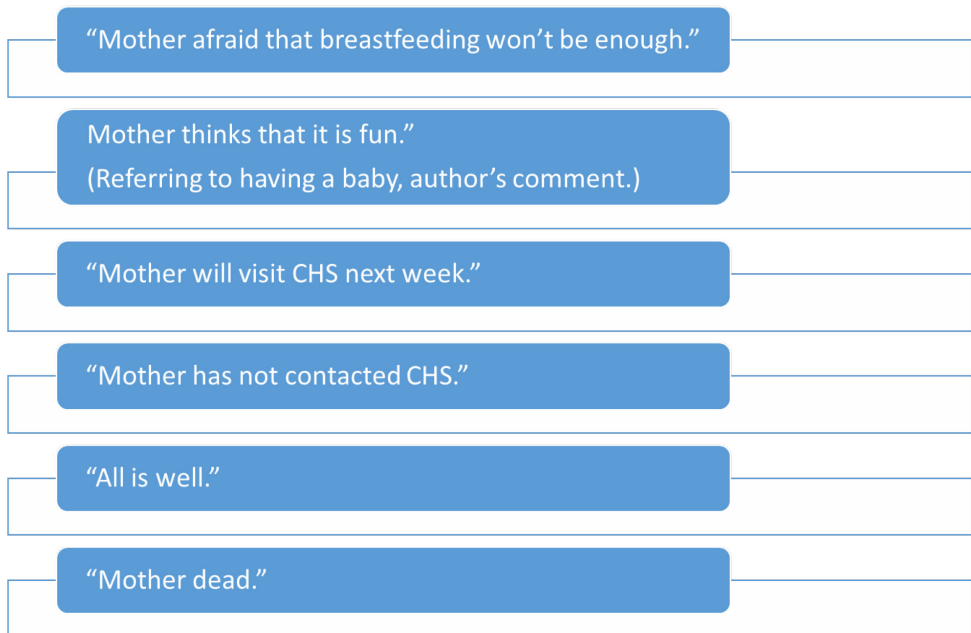 “Mother afraid that breastfeeding won’t be enough.”
Mother thinks that it is fun.”
(Referring to having a baby, author’s comment.)
“Mother will visit CHS next week.”
“Mother has not contacted CHS.”
“All is well.”
“Mother dead.”